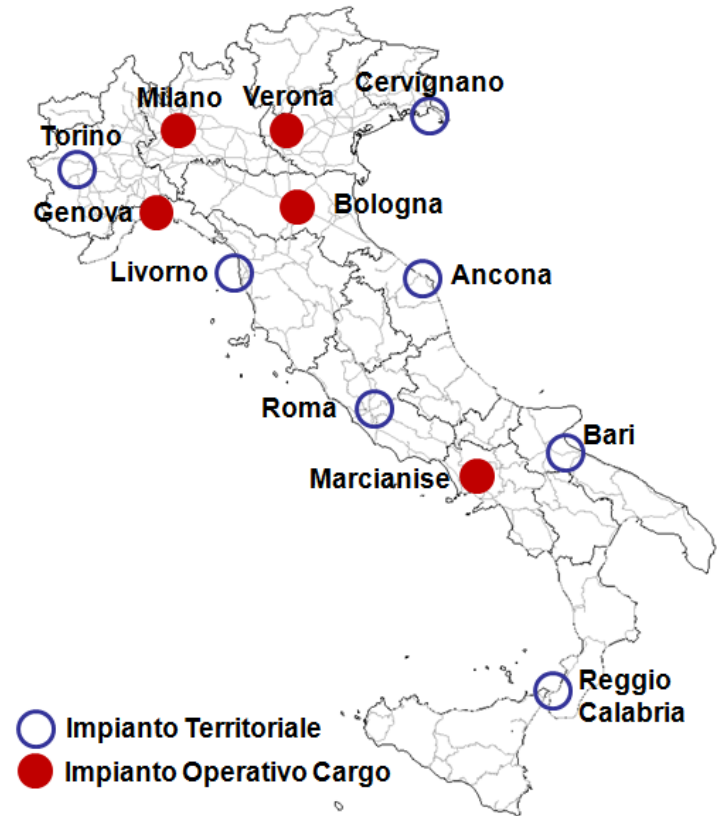 Cervignano
Milano
Verona
Torino
Genova
Bologna
Livorno
Ancona
Roma
Bari
Marcianise
Reggio
Calabria
Impianto Territoriale
Impianto Operativo Cargo